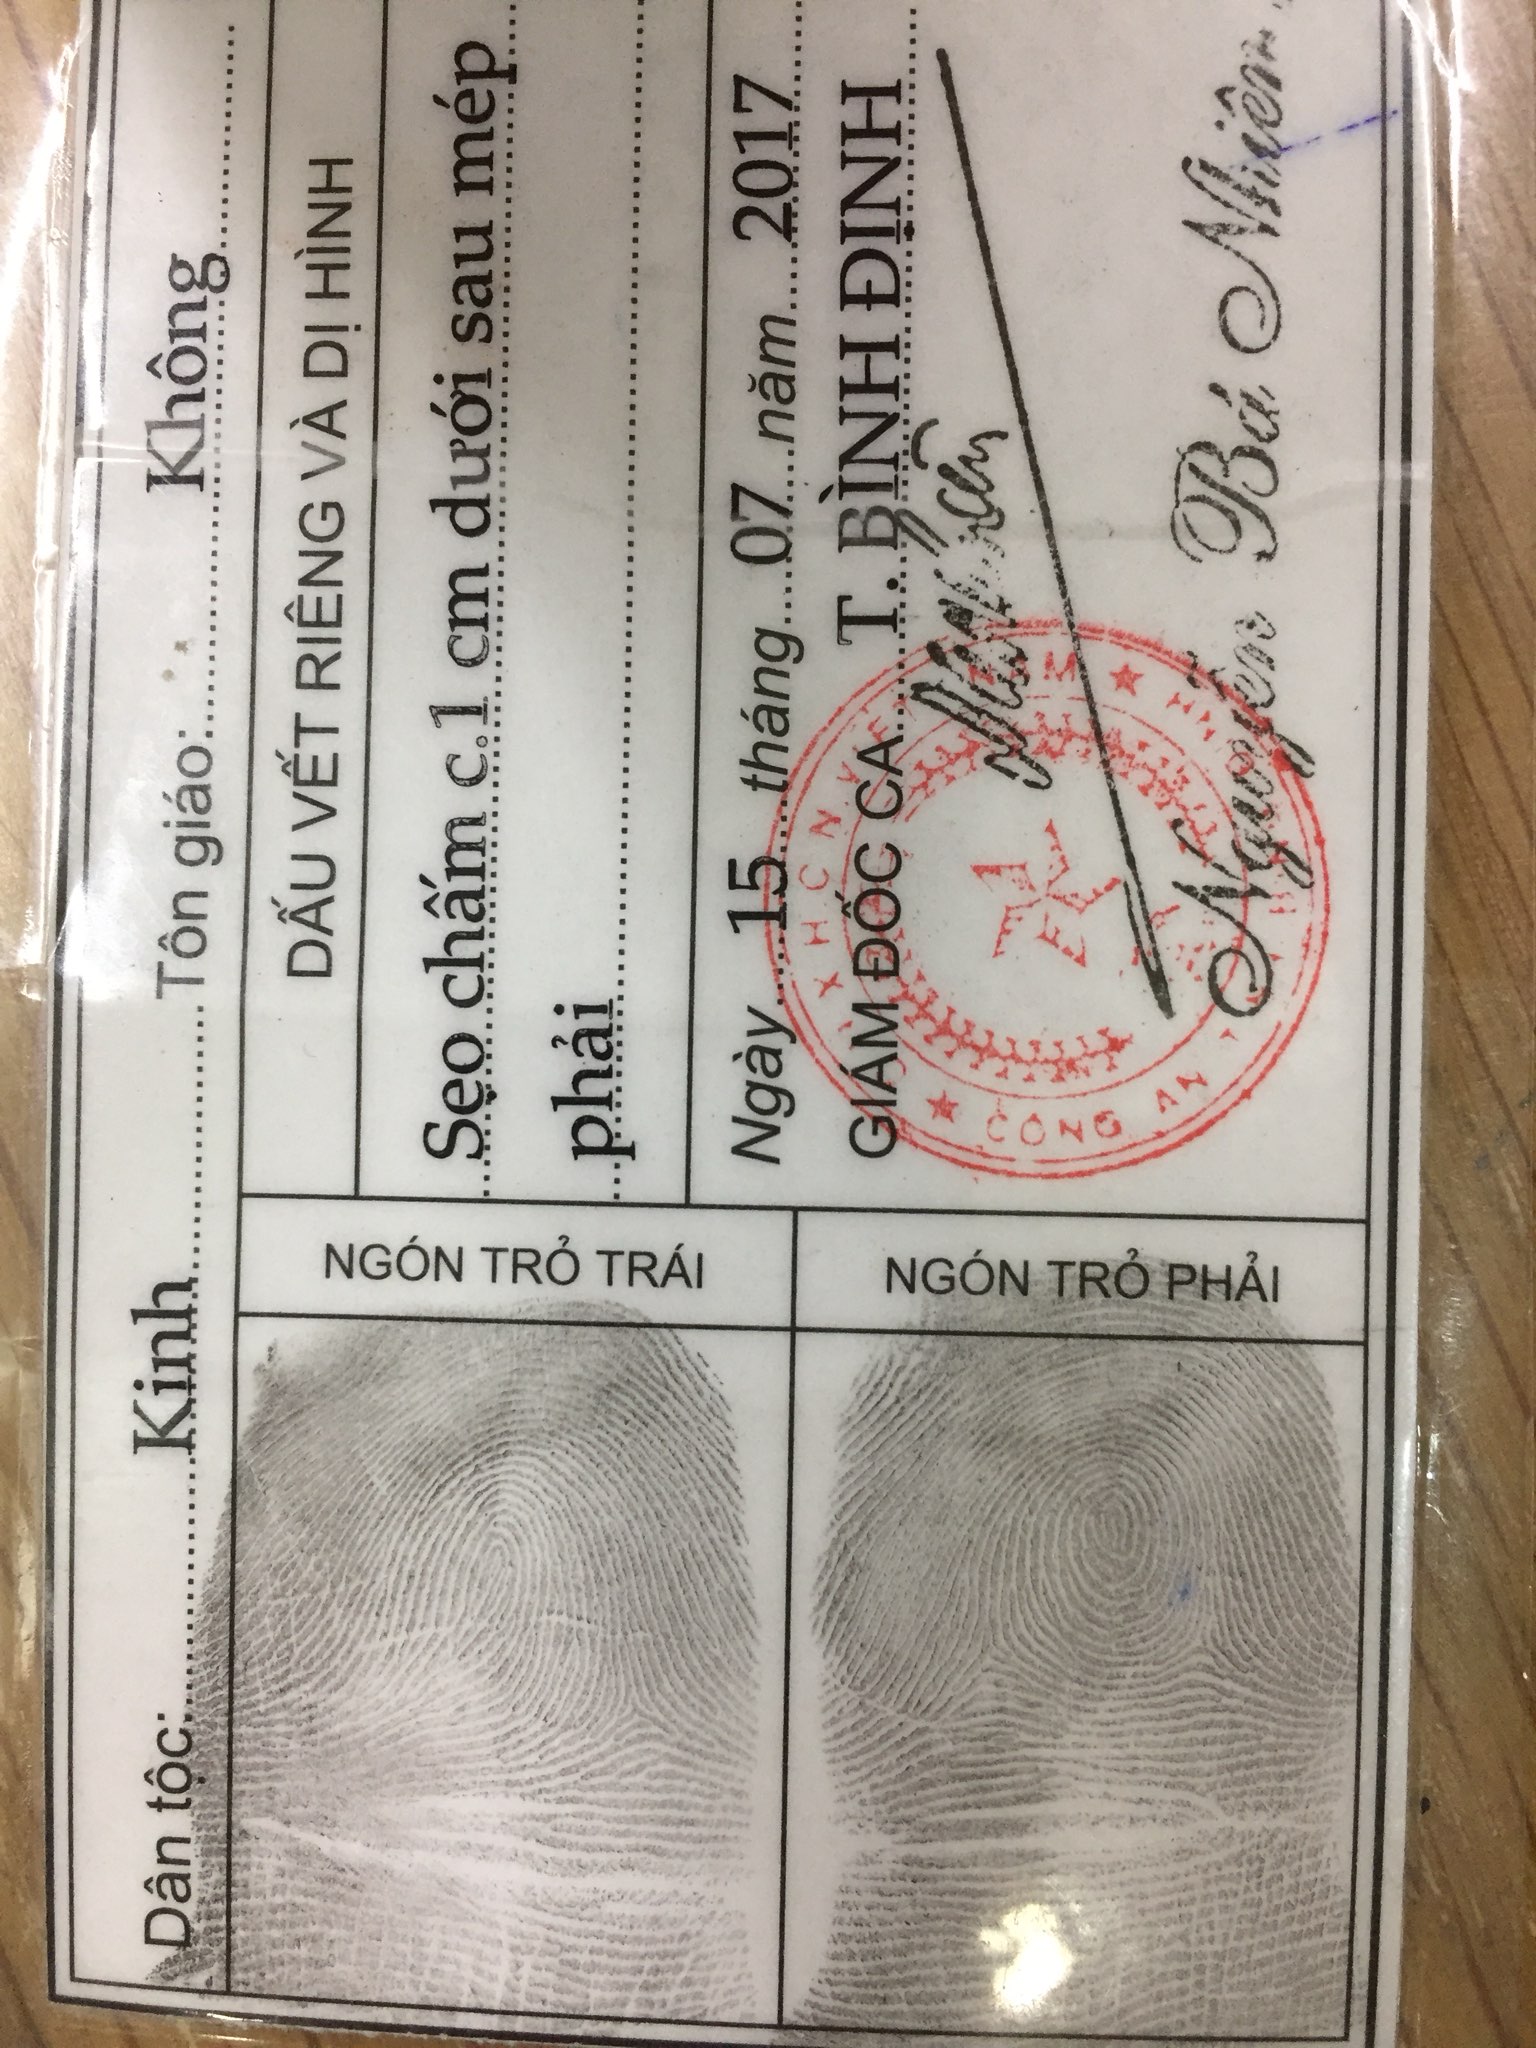 Dân tộc: Kinh Tôn giáo: Không
DẤU VẾT RIÊNG VÀ DỊ HÌNH
Sẹo chấm c.1 cm dưới sau mép
phải
NGÓN TRỎ TRÁI
NGÓN TRỎ PHẢI
Ngày 15 tháng 07 năm 2017
GIÁM ĐỐC CA T. BÌNH ĐỊNH
CÔNG AN
Nguyễn Bá Nhiên